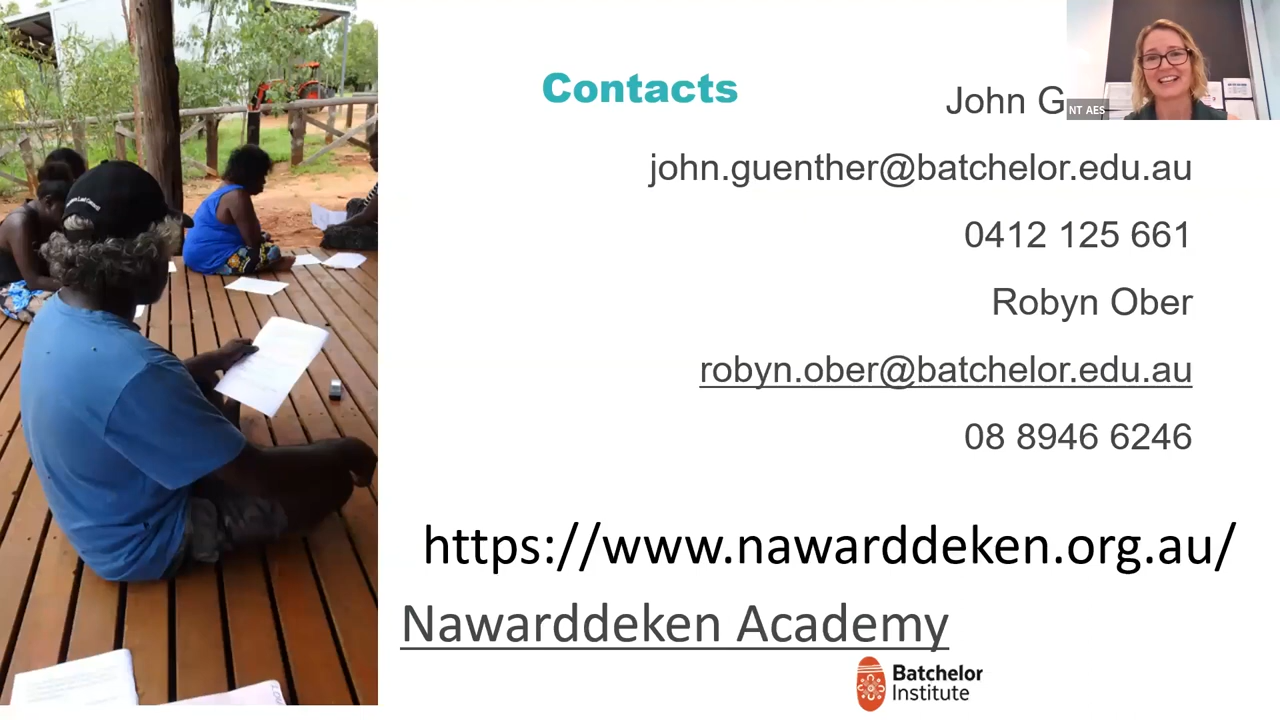 Contacts
John G
NT AES
john.guenther@batchelor.edu.au
0412 125 661
Robyn Ober
robyn.ober@batchelor.edu.au
08 8946 6246
https://www.nawarddeken.org.au/
Nawarddeken Academy
Batchelor
Institute